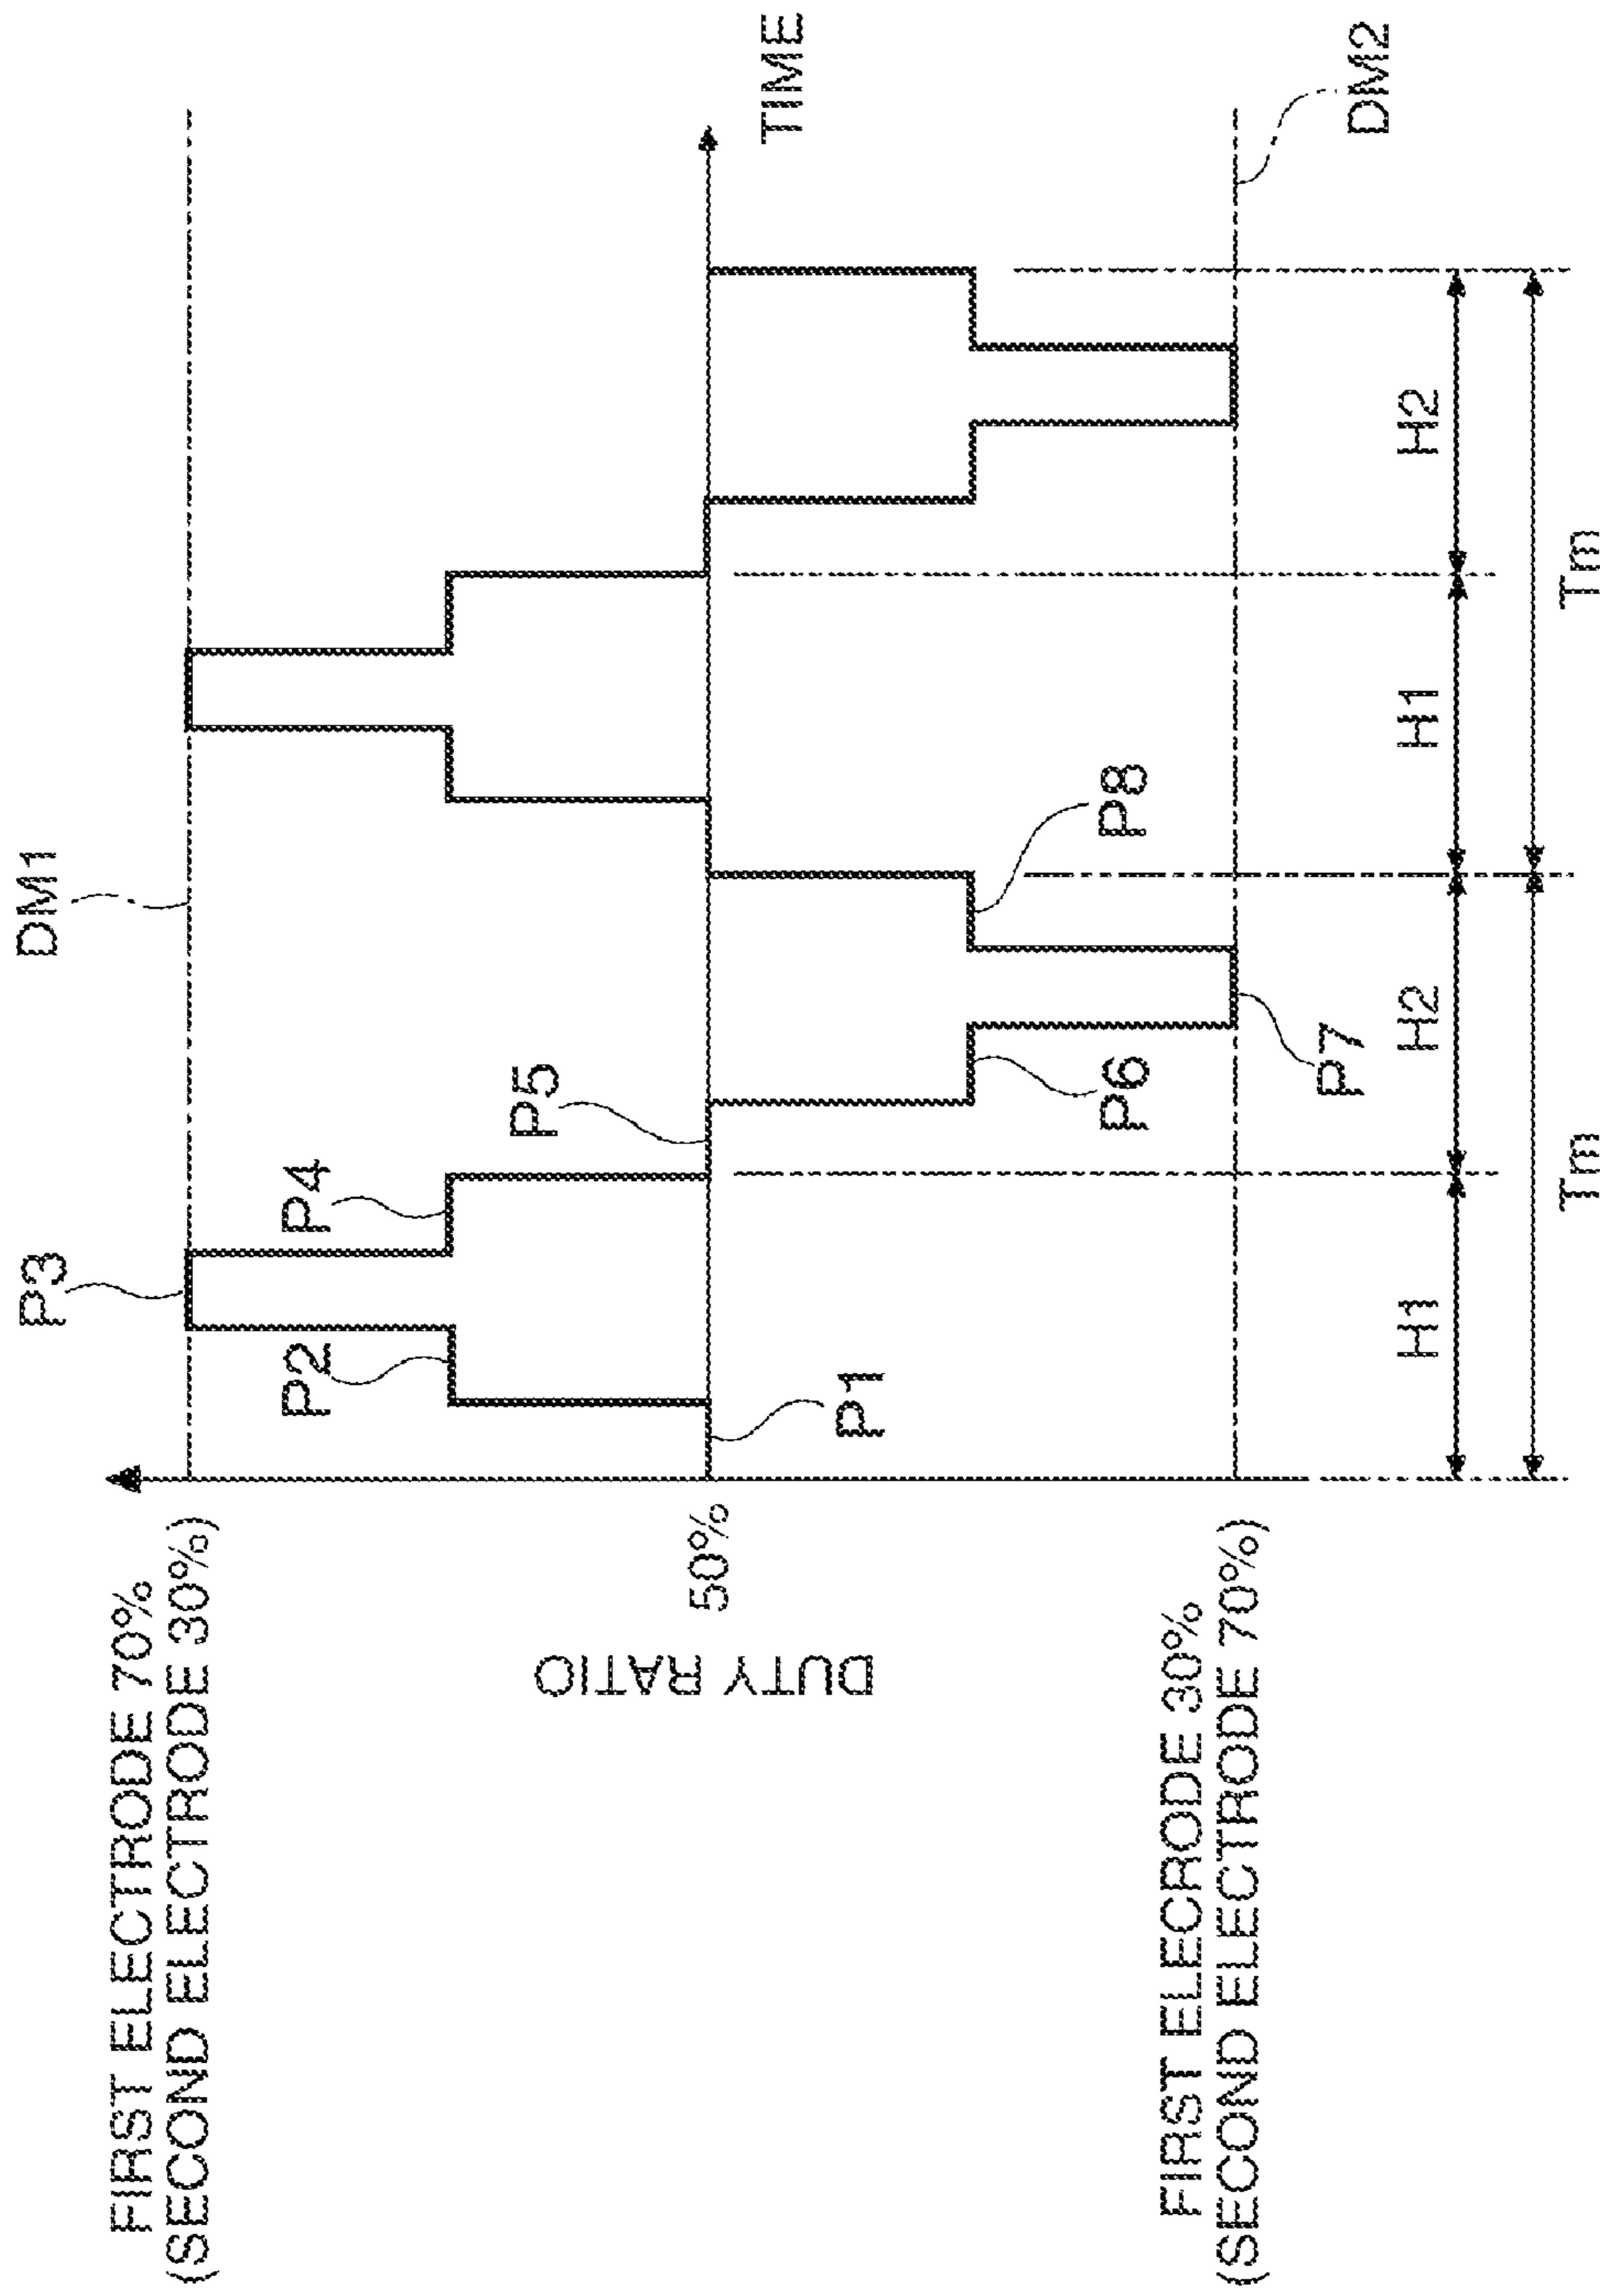 FIRST ELECTRODE 70%
(SECOND ELECTRODE 30%)
DUTY RATIO
50%
FIRST ELECRODE 30%
(SECOND ELECTRODE 70%)
P3
DM1
P2
P4
P5
P1
TIME
P6
P8
P7
DM2
H1
H2
H1
H2
Tm
Tm